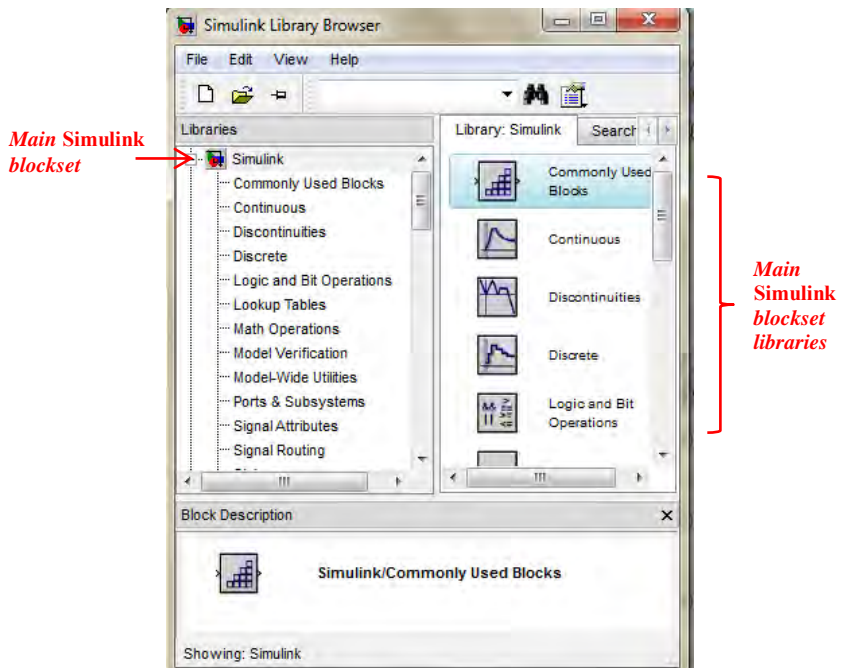 Simulink Library Browser
File Edit View Help
Main Simulink
blockset
Libraries
Simulink
Commonly Used Blocks
Continuous
Discontinuities
Discrete
Logic and Bit Operations
Lookup Tables
Math Operations
Model Verification
Model-Wide Utilities
Ports & Subsystems
Signal Attributes
Signal Routing
Library: Simulink Search
Commonly Used
Blocks
Continuous
Discontinuities
Discrete
Logic and Bit
Operations
Main
Simulink
blockset
libraries
Block Description
Simulink/Commonly Used Blocks
Showing: Simulink